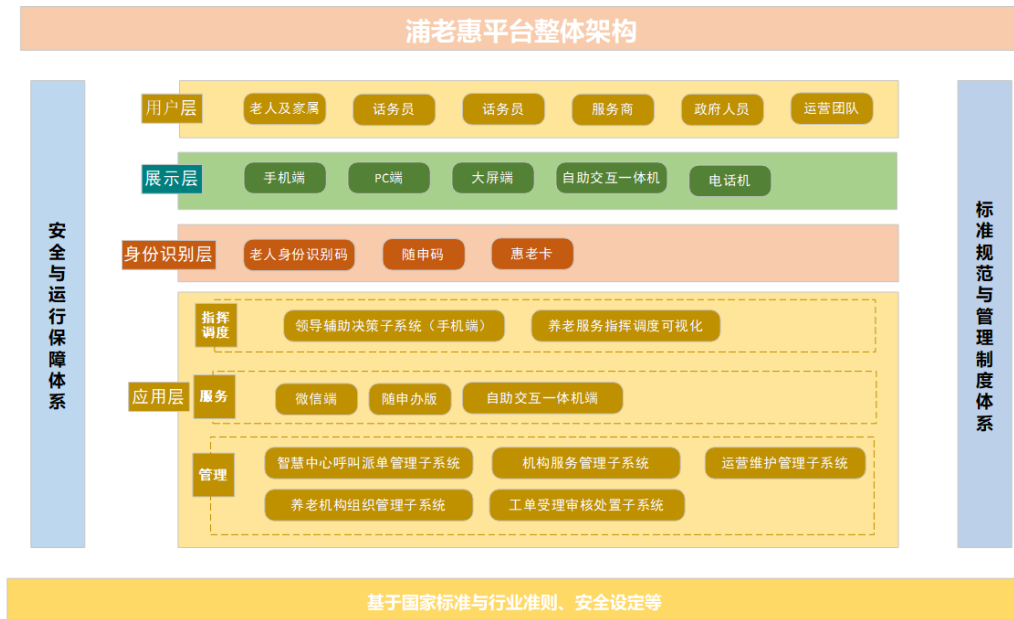 浦老惠平台整体架构
安全与运行保障体系
用户层
老人及家属
话务员
话务员
服务商
政府人员
运营团队
展示层
手机端
PC端
大屏端
自助交互一体机
电话机
身份识别层
老人身份识别码
随申码
惠老卡
应用层
指挥
调度
领导辅助决策子系统（手机端）
养老服务指挥调度可视化
服务
微信端
随申办版
自助交互一体机端
管理
智慧中心呼叫派单管理子系统
机构服务管理子系统
运营维护管理子系统
养老机构组织管理子系统
工单受理审核处置子系统
标准规范与管理制度体系
基于国家标准与行业准则、安全设定等